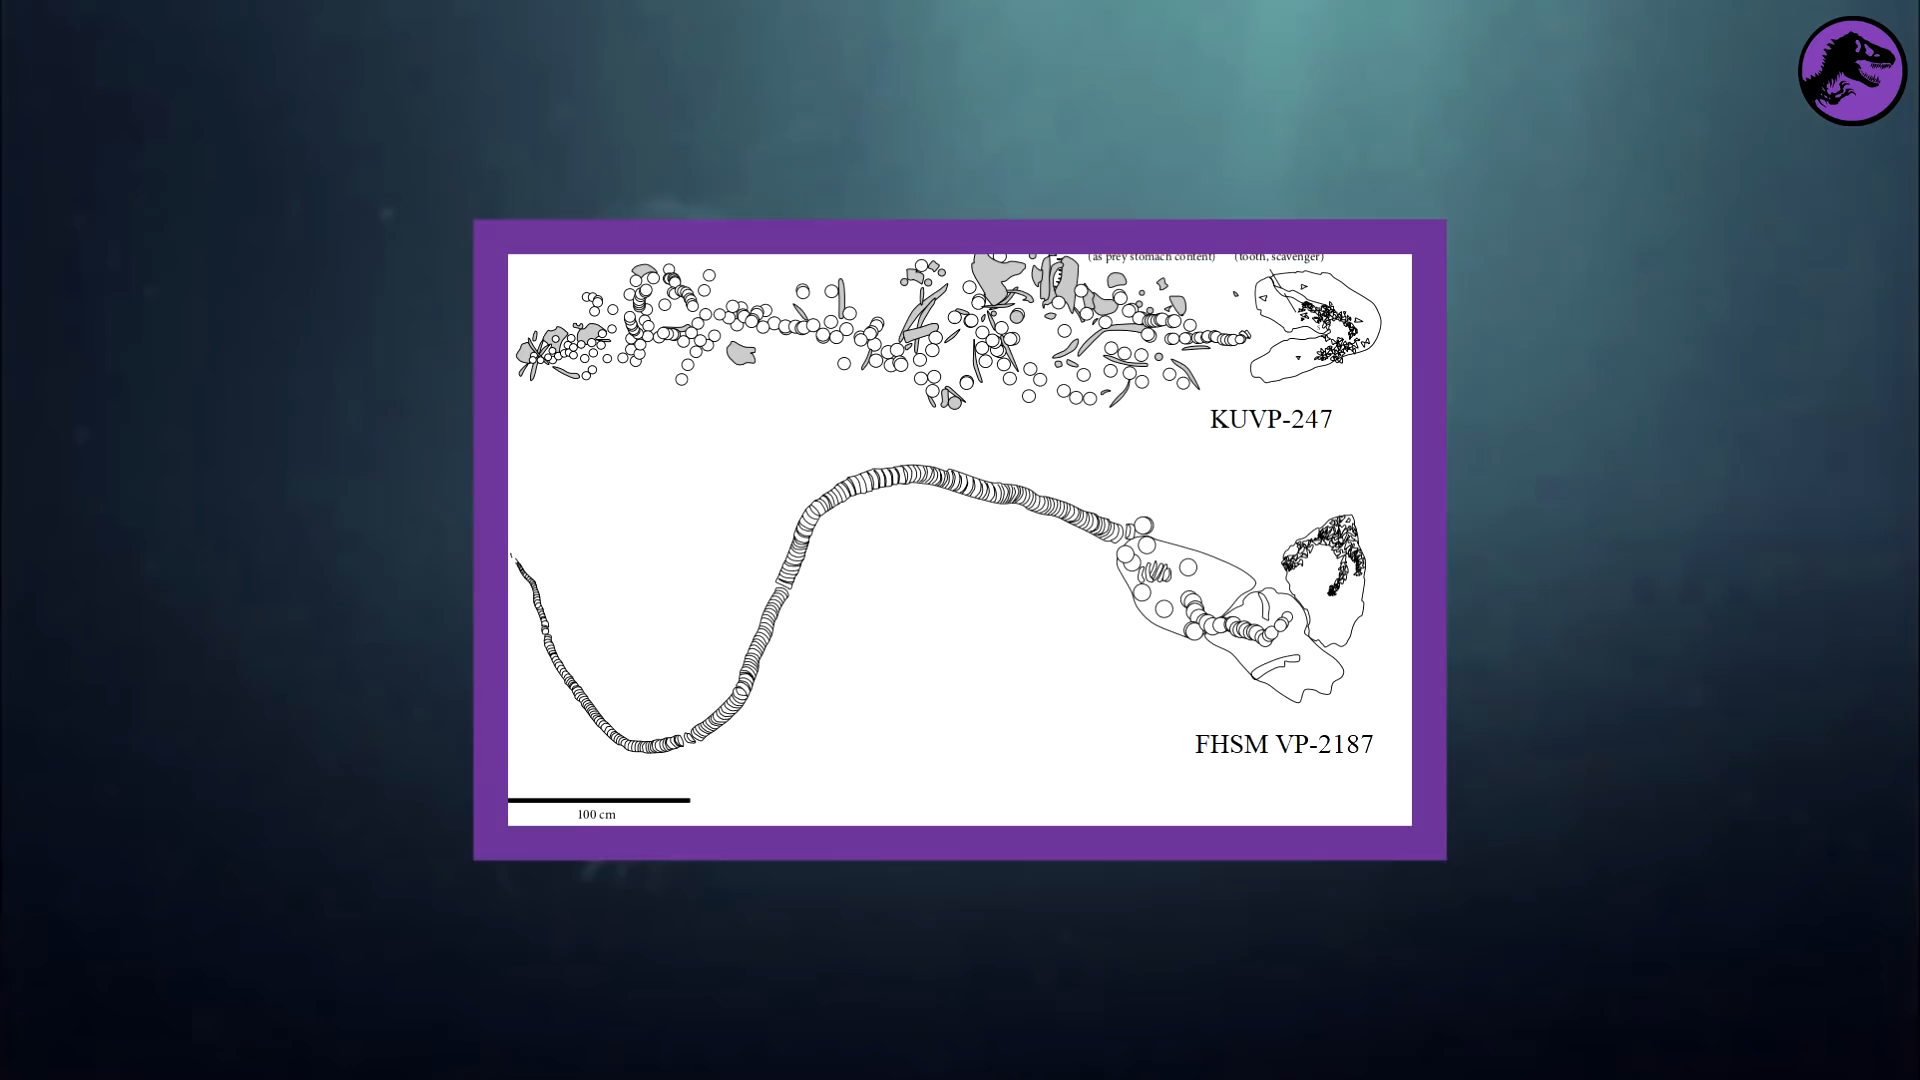 (as prey stomach content) (tooth, scavenger)
KUVP-247
FHSM VP-2187
100 cm